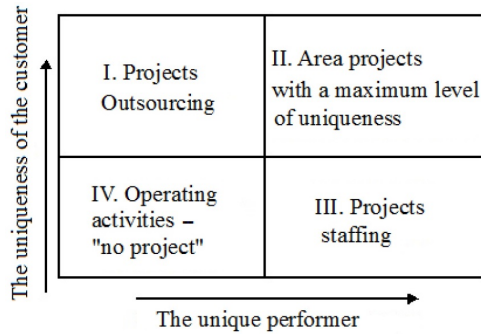 The uniqueness of the customer
I. Projects
Outsourcing
II. Area projects
with a maximum level
of uniqueness
IV. Operating
activities –
"no project"
III. Projects
staffing
The unique performer